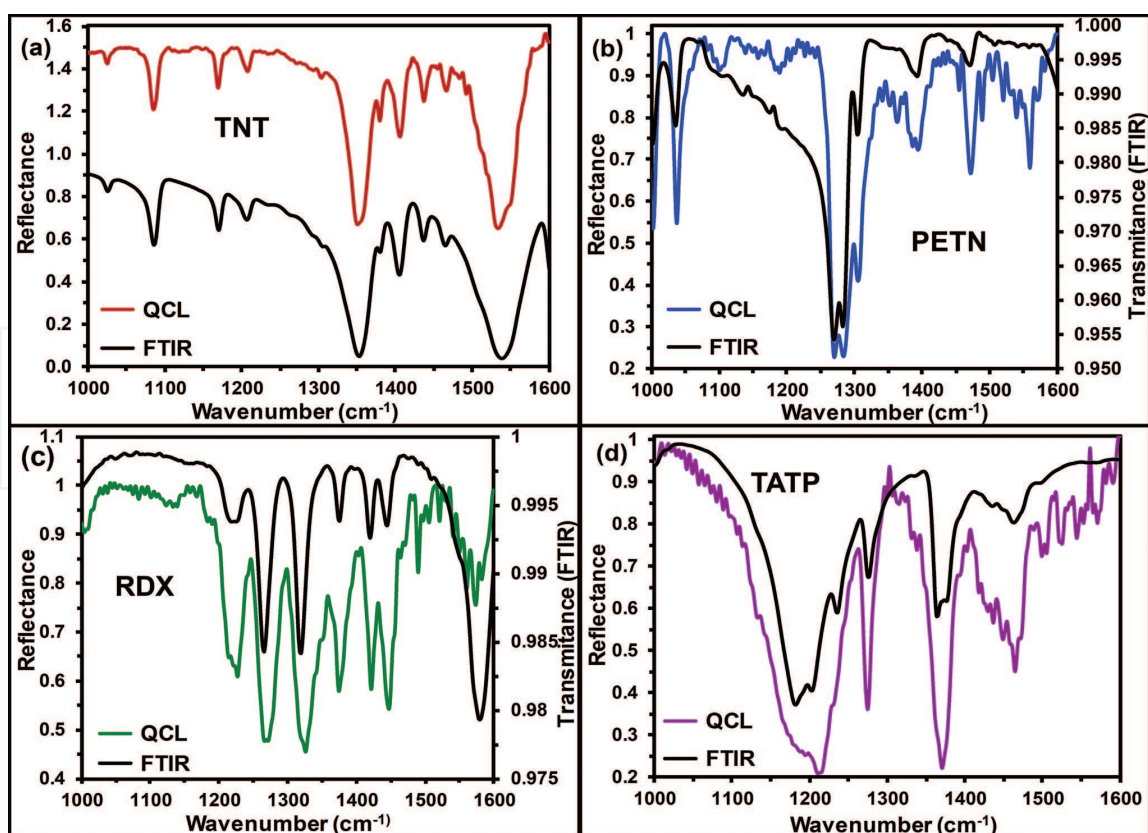 (a)
TNT
QCL
FTIR
Reflectance
1.6
1.4
1.2
1.0
0.8
0.6
0.4
0.2
0.0
1000 1100 1200 1300 1400 1500 1600
Wavenumber (cm-1)
(b)
PETN
QCL
FTIR
Reflectance
1
0.9
0.8
0.7
0.6
0.5
0.4
0.3
0.2
1.000
0.995
0.990
0.985
0.980
0.975
0.970
0.965
0.960
0.955
0.950
Transmitance (FTIR)
1000 1100 1200 1300 1400 1500 1600
Wavenumber (cm-1)
(c)
RDX
QCL
FTIR
Reflectance
1.1
1
0.9
0.8
0.7
0.6
0.5
0.4
1
0.995
0.99
0.985
0.98
0.975
Transmitance (FTIR)
1000 1100 1200 1300 1400 1500 1600
Wavenumber (cm-1)
(d)
TATP
QCL
FTIR
Reflectance
1
0.9
0.8
0.7
0.6
0.5
0.4
0.3
0.2
1000 1100 1200 1300 1400 1500 1600
Wavenumber (cm-1)